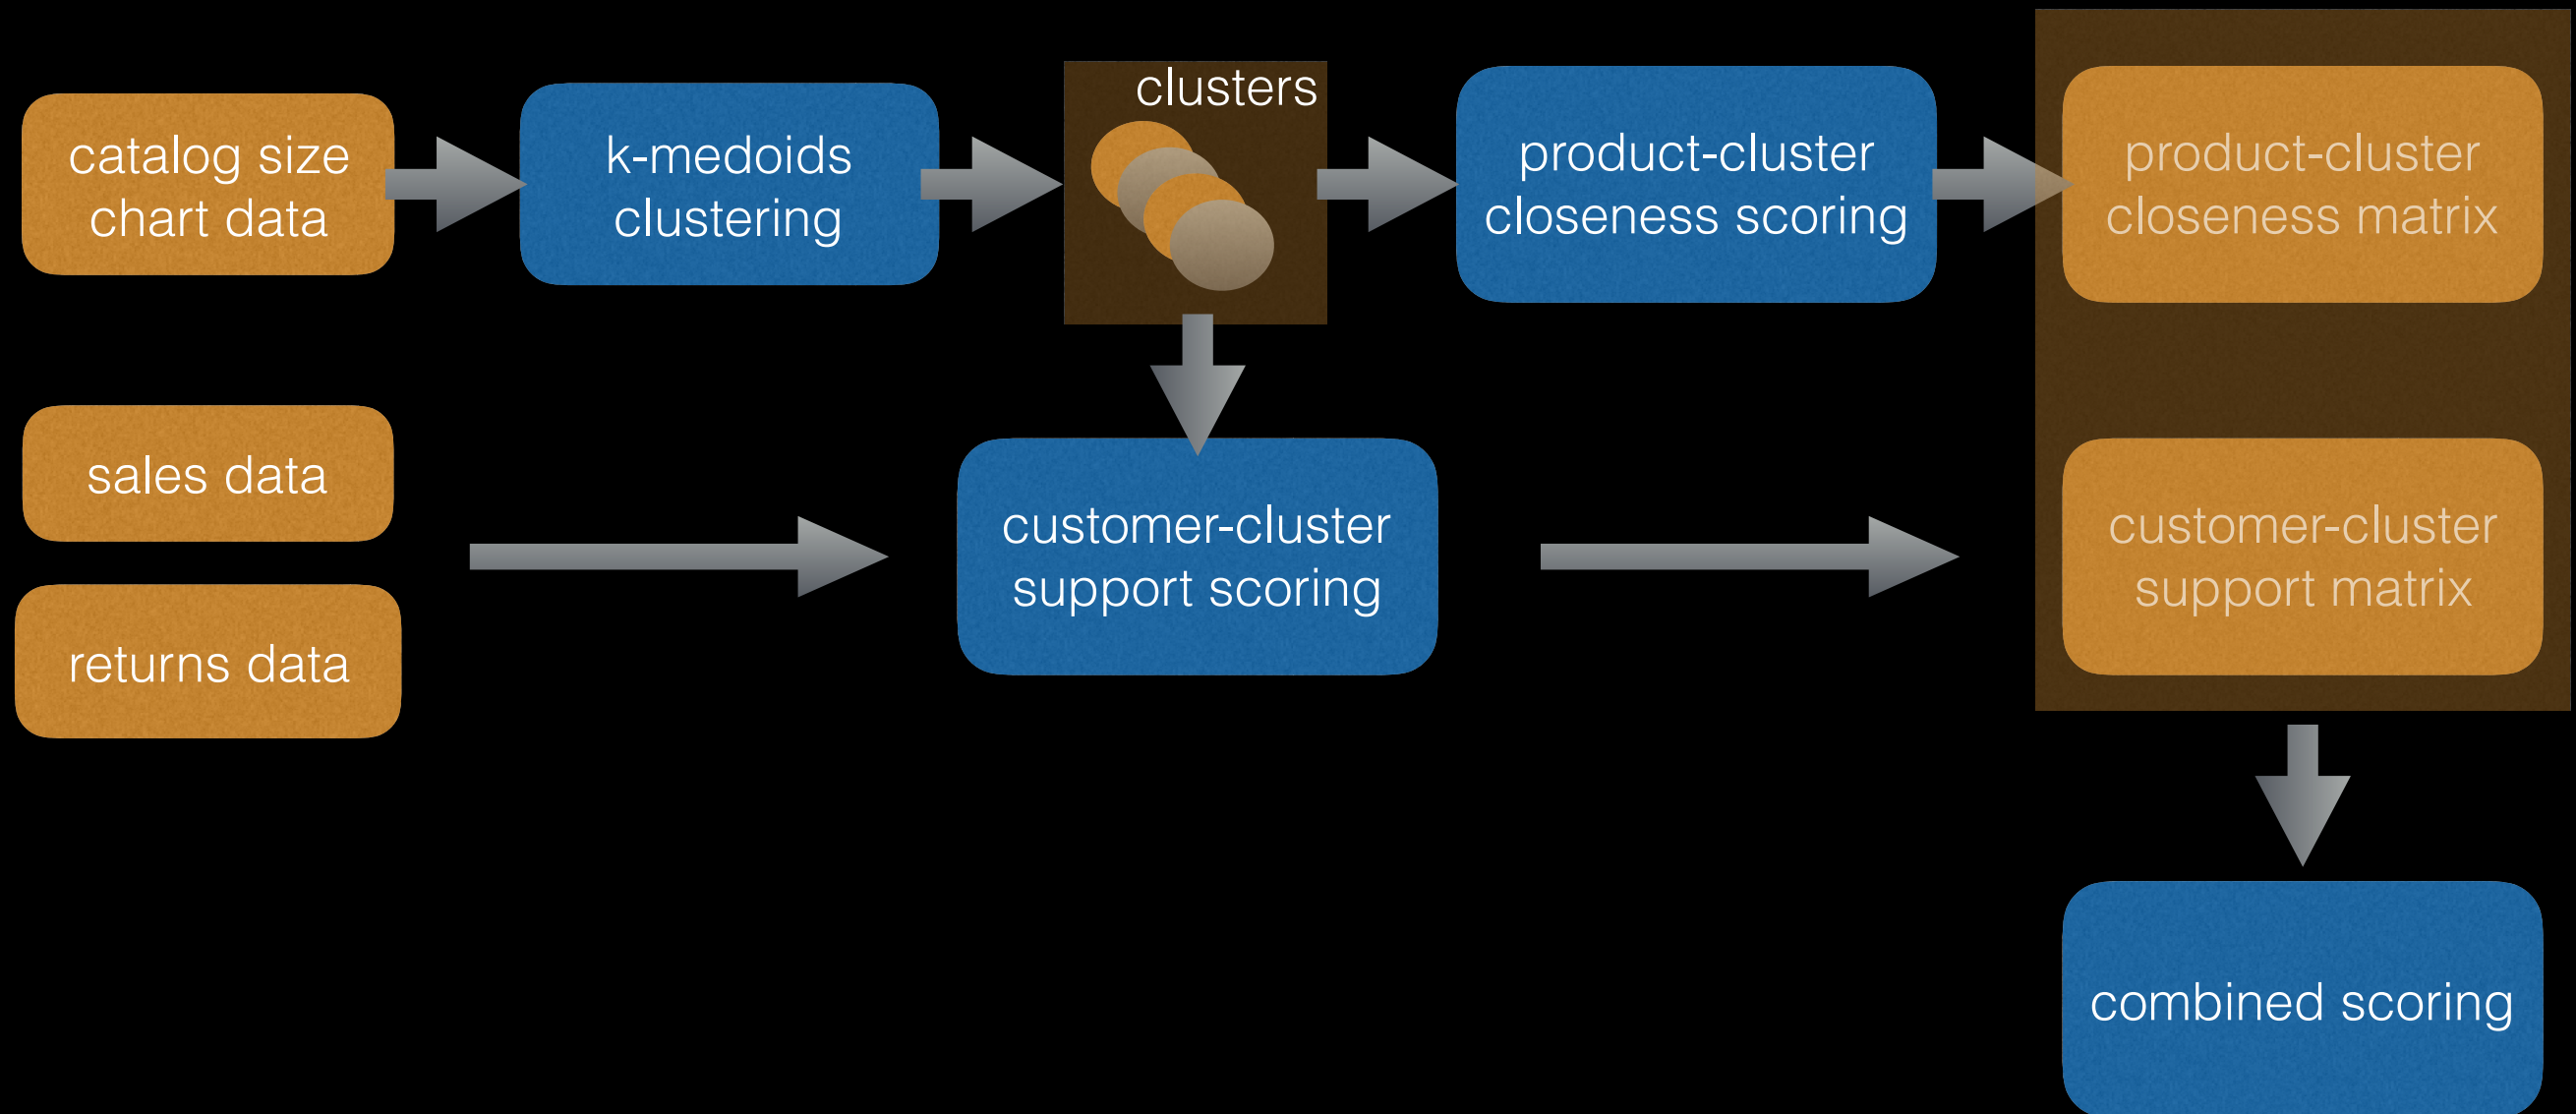 catalog size
chart data
k-medoids
clustering
clusters
product-cluster
closeness scoring
product-cluster
closeness matrix
sales data
returns data
customer-cluster
support scoring
customer-cluster
support matrix
combined scoring